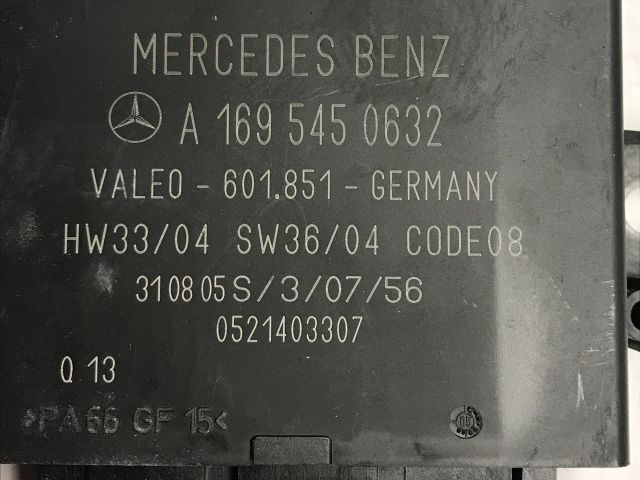 MERCEDES BENZ
A 169 545 0632
VALEO - 601.851 - GERMANY
HW33/04 SW36/04 CODE08
310805S/3/07/56
0521403307
Q 13
>PA66 GF 15<
05